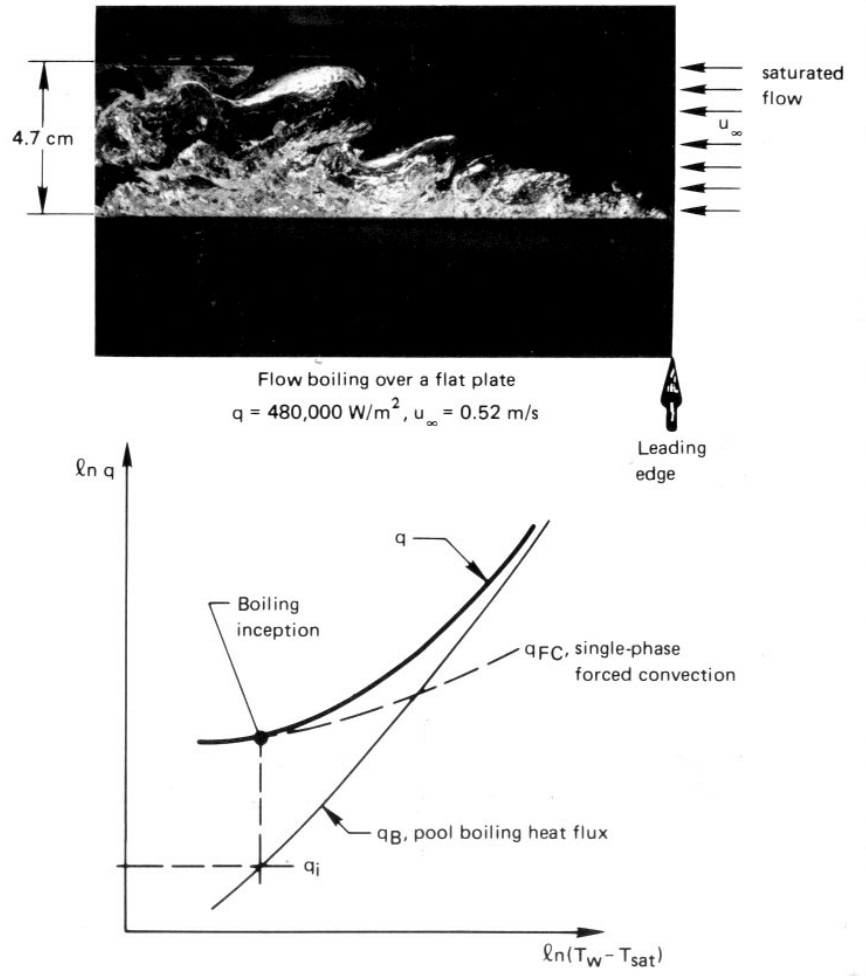 saturated
flow
u∞
4.7 cm
Flow boiling over a flat plate
q = 480,000 W/m², u∞ = 0.52 m/s
Leading
edge
ℓn q
q
Boiling
inception
qFC, single-phase
forced convection
qB, pool boiling heat flux
qi
ℓn(Tw – Tsat)